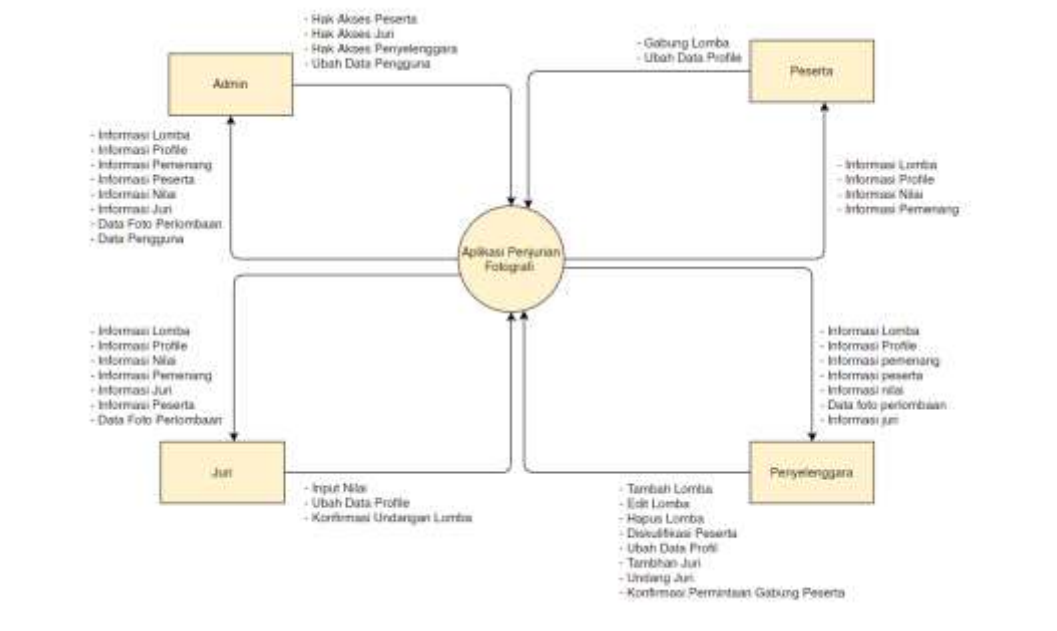 - Hak Akses Peserta
- Hak Akses Juri
- Hak Akses Penyelenggara
- Ubah Data Pengguna
- Gabung Lomba
- Ubah Data Profile
Admin
Peserta
- Informasi Lomba
- Informasi Profile
- Informasi Pemenang
- Informasi Peserta
- Informasi Nilai
- Informasi Juri
- Data Foto Perlombaan
- Data Pengguna
- Informasi Lomba
- Informasi Profile
- Informasi Nilai
- Informasi Pemenang
Aplikasi Penjurian
Fotografi
- Informasi Lomba
- Informasi Profile
- Informasi Nilai
- Informasi Pemenang
- Informasi Juri
- Informasi Peserta
- Data Foto Perlombaan
- Informasi Lomba
- Informasi Profile
- Informasi pemenang
- Informasi peserta
- Informasi nilai
- Data foto perlombaan
- Informasi juri
Juri
Penyelenggara
- Input Nilai
- Ubah Data Profile
- Konfirmasi Undangan Lomba
- Tambah Lomba
- Edit Lomba
- Hapus Lomba
- Diskulifikasi Peserta
- Ubah Data Profil
- Tambhan Juri
- Undang Juri
- Konfirmasi Permintaan Gabung Peserta